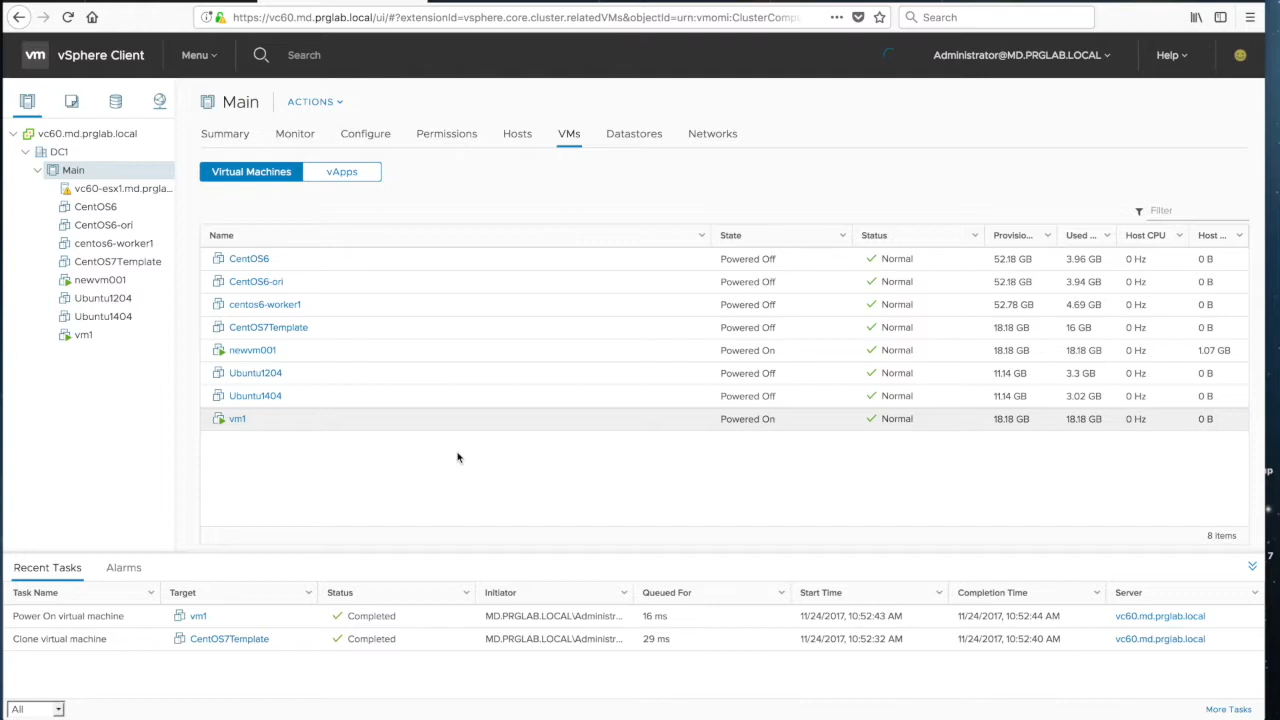 https://vc60.md.prglab.local/ui/#?extensionId=vsphere.core.cluster.relatedVMs&objectId=urn:vmomi:ClusterCompu
Search
vm vSphere Client Menu Search Administrator@MD.PRGLAB.LOCAL Help
Main ACTIONS
Summary Monitor Configure Permissions Hosts VMs Datastores Networks
vc60.md.prglab.local
DC1
Main
vc60-esx1.md.prgla...
CentOS6
CentOS6-ori
centos6-worker1
CentOS7Template
newvm001
Ubuntu1204
Ubuntu1404
vm1
Virtual Machines vApps
Filter
Name State Status Provisio... Used ... Host CPU Host ...
CentOS6 Powered Off Normal 52.18 GB 3.96 GB 0 Hz 0 B
CentOS6-ori Powered Off Normal 52.18 GB 3.94 GB 0 Hz 0 B
centos6-worker1 Powered Off Normal 52.78 GB 4.69 GB 0 Hz 0 B
CentOS7Template Powered Off Normal 18.18 GB 16 GB 0 Hz 0 B
newvm001 Powered On Normal 18.18 GB 18.18 GB 0 Hz 1.07 GB
Ubuntu1204 Powered Off Normal 11.14 GB 3.3 GB 0 Hz 0 B
Ubuntu1404 Powered Off Normal 11.14 GB 3.02 GB 0 Hz 0 B
vm1 Powered On Normal 18.18 GB 18.18 GB 0 Hz 0 B
8 items
up
7
Recent Tasks Alarms
Task Name Target Status Initiator Queued For Start Time Completion Time Server
Power On virtual machine vm1 Completed MD.PRGLAB.LOCAL\Administr... 16 ms 11/24/2017, 10:52:43 AM 11/24/2017, 10:52:44 AM vc60.md.prglab.local
Clone virtual machine CentOS7Template Completed MD.PRGLAB.LOCAL\Administr... 29 ms 11/24/2017, 10:52:32 AM 11/24/2017, 10:52:40 AM vc60.md.prglab.local
All
More Tasks